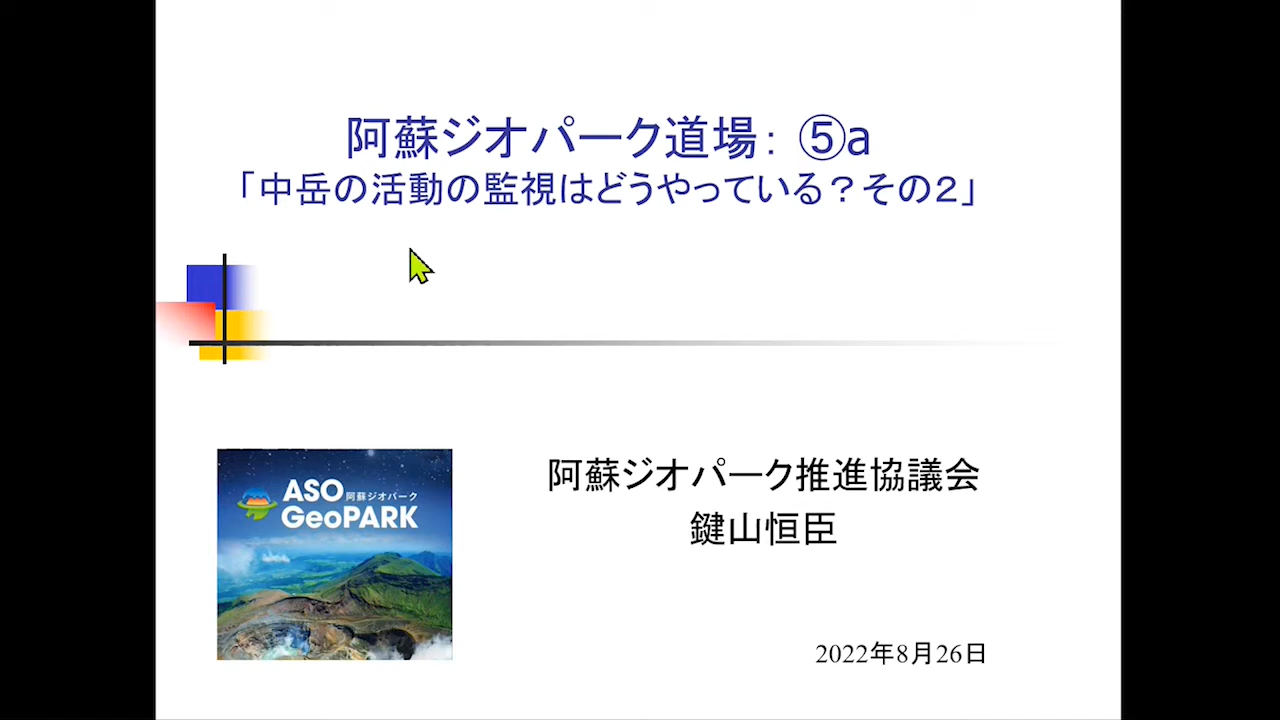 阿蘇ジオパーク道場： ⑤a
「中岳の活動の監視はどうやっている？その２」
ASO 阿蘇ジオパーク
GeoPARK
阿蘇ジオパーク推進協議会
鍵山恒臣
2022年8月26日